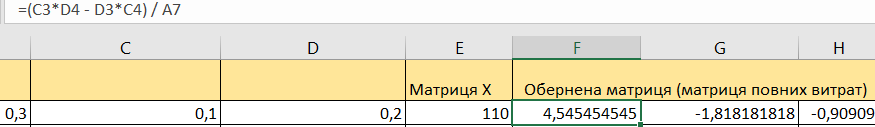 =(C3*D4 - D3*C4) / A7
C D E F G H
Матриця X Обернена матриця (матриця повних витрат)
0,3 0,1 0,2 110 4,545454545 -1,818181818 -0,90909